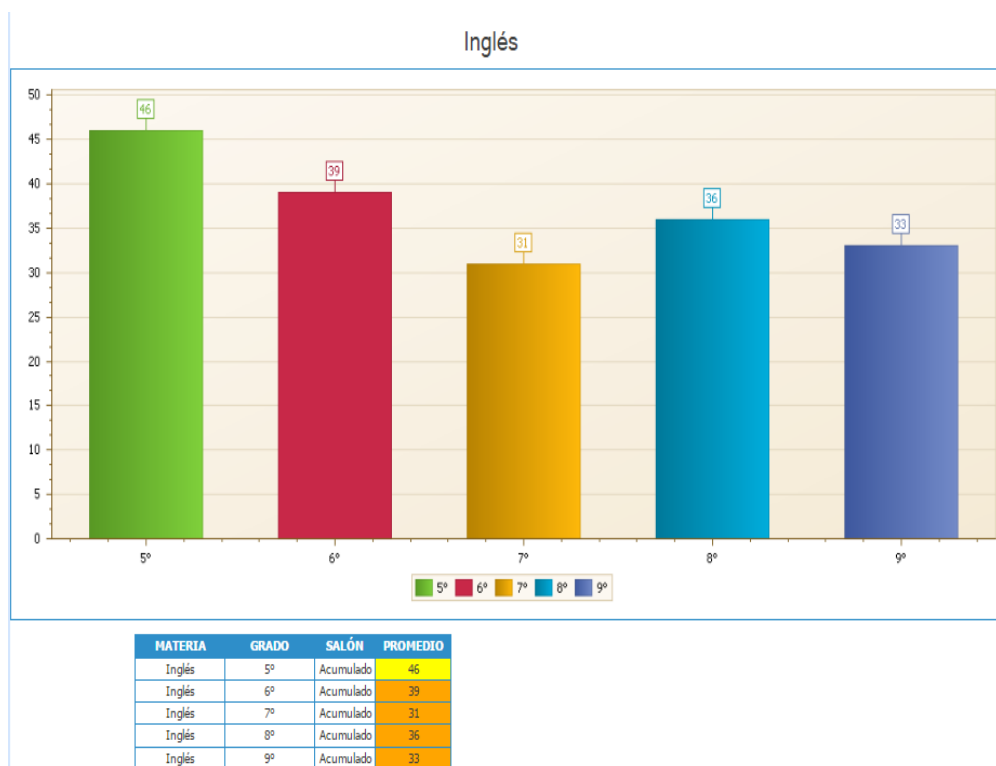 Inglés
50
46
45
39
40
36
35
33
31
30
25
20
15
10
5
0
5º 6º 7º 8º 9º
5º 6º 7º 8º 9º
MATERIA GRADO SALÓN PROMEDIO
Inglés 5º Acumulado 46
Inglés 6º Acumulado 39
Inglés 7º Acumulado 31
Inglés 8º Acumulado 36
Inglés 9º Acumulado 33